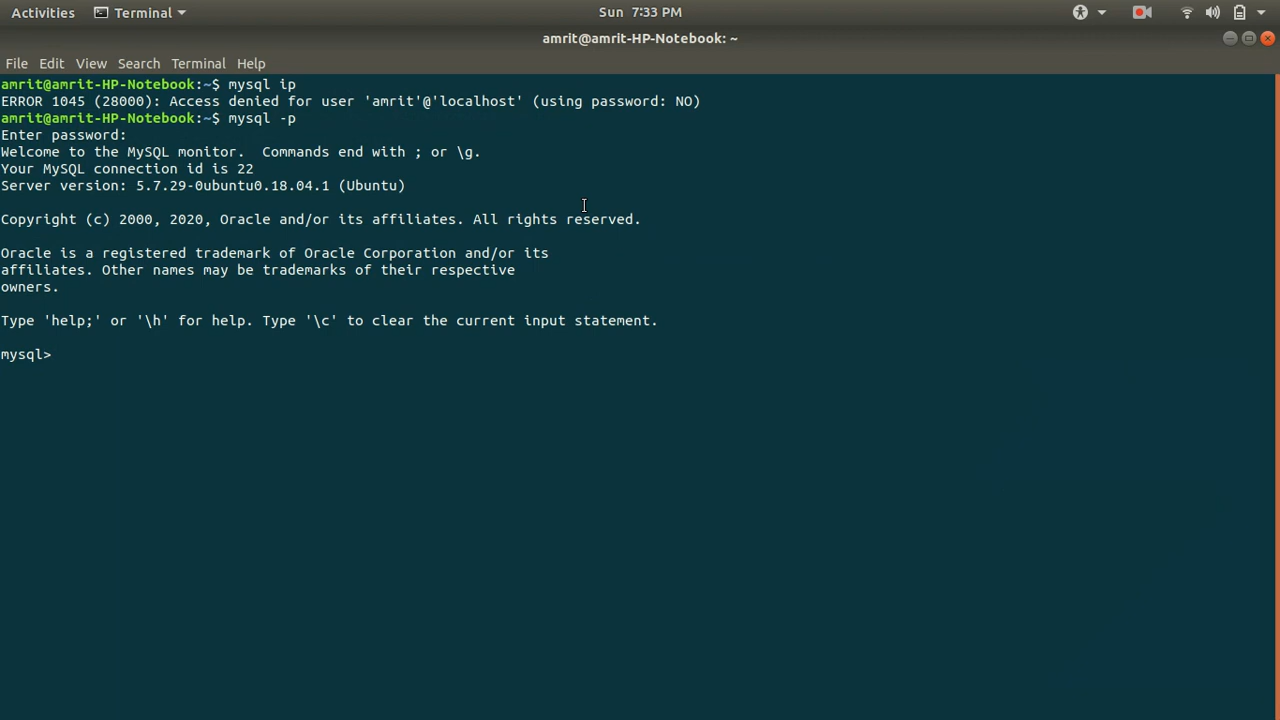 Activities Terminal Sun 7:33 PM
amrit@amrit-HP-Notebook: ~
File Edit View Search Terminal Help
amrit@amrit-HP-Notebook:~$ mysql ip
ERROR 1045 (28000): Access denied for user 'amrit'@'localhost' (using password: NO)
amrit@amrit-HP-Notebook:~$ mysql -p
Enter password:
Welcome to the MySQL monitor.  Commands end with ; or \g.
Your MySQL connection id is 22
Server version: 5.7.29-0ubuntu0.18.04.1 (Ubuntu)
Copyright (c) 2000, 2020, Oracle and/or its affiliates. All rights reserved.
Oracle is a registered trademark of Oracle Corporation and/or its
affiliates. Other names may be trademarks of their respective
owners.
Type 'help;' or '\h' for help. Type '\c' to clear the current input statement.
mysql>